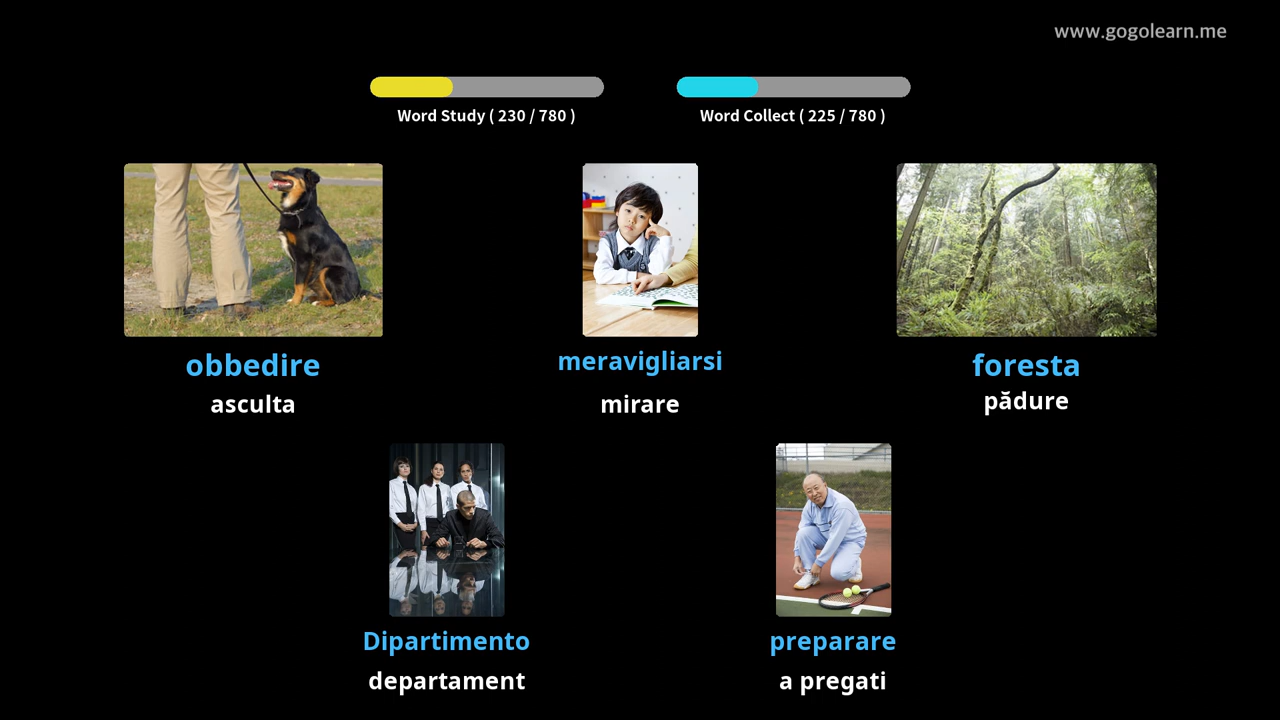 www.gogolearn.me
Word Study ( 230 / 780 )
Word Collect ( 225 / 780 )
obbedire
asculta
meravigliarsi
mirare
foresta
pădure
Dipartimento
departament
preparare
a pregati